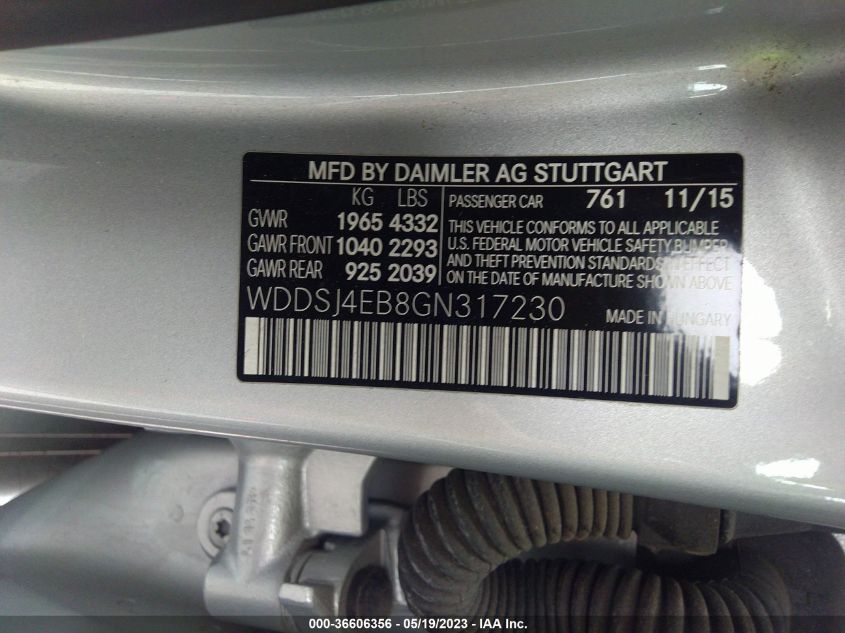 MFD BY DAIMLER AG STUTTGART
KG LBS
GVWR 1965 4332
GAWR FRONT 1040 2293
GAWR REAR 925 2039
PASSENGER CAR 761 11/15
THIS VEHICLE CONFORMS TO ALL APPLICABLE
U.S. FEDERAL MOTOR VEHICLE SAFETY BUMPER
AND THEFT PREVENTION STANDARDS IN EFFECT
ON THE DATE OF MANUFACTURE SHOWN ABOVE
WDDSJ4EB8GN317230
MADE IN HUNGARY
000-36606356 - 05/19/2023 - IAA Inc.